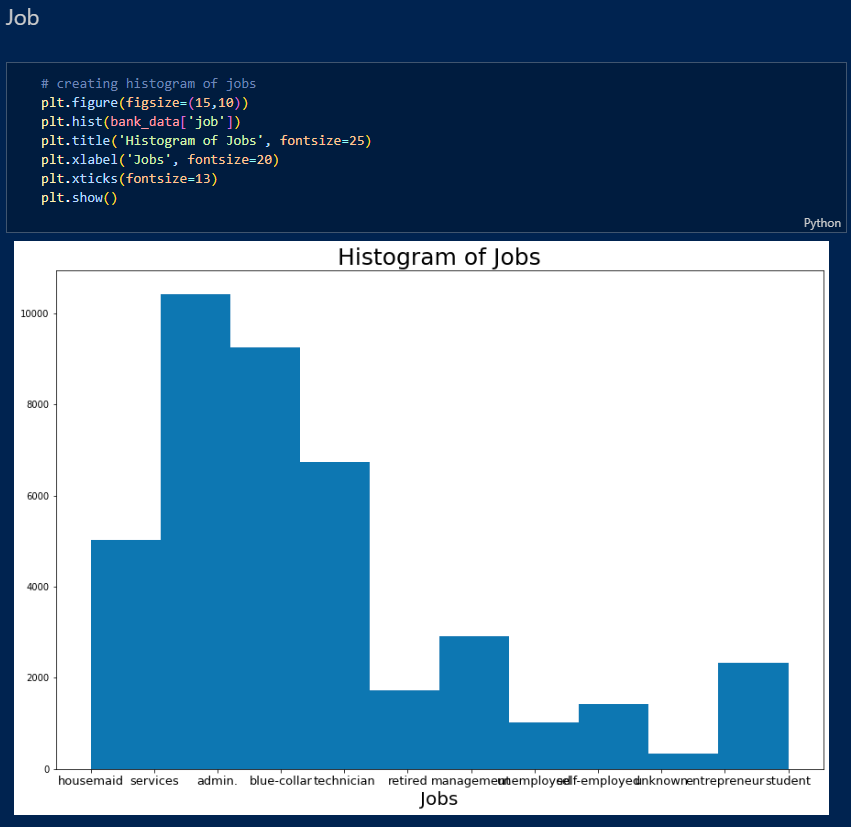 Job
# creating histogram of jobs
plt.figure(figsize=(15,10))
plt.hist(bank_data['job'])
plt.title('Histogram of Jobs', fontsize=25)
plt.xlabel('Jobs', fontsize=20)
plt.xticks(fontsize=13)
plt.show()
Python
Histogram of Jobs
10000
8000
6000
4000
2000
0
housemaid services admin. blue-collar technician retired management unemployed self-employed unknown entrepreneur student
Jobs